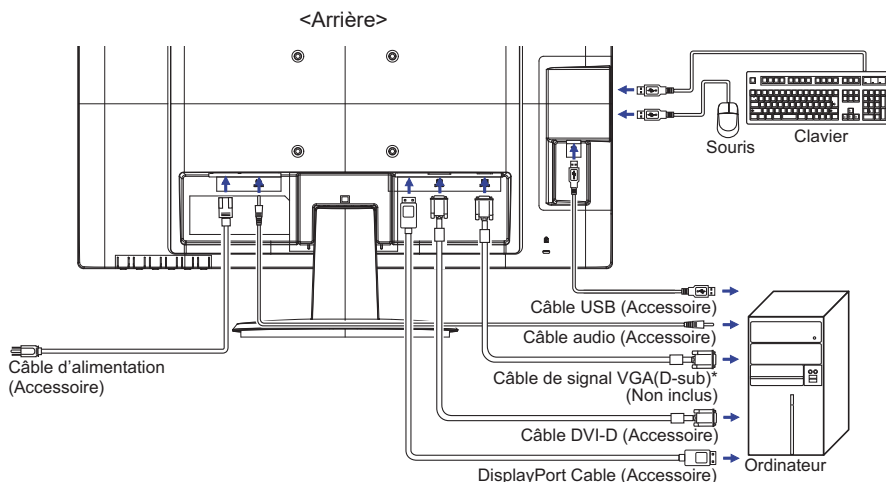 <Arrière>
Souris
Clavier
Câble USB (Accessoire)
Câble audio (Accessoire)
Câble d'alimentation
(Accessoire)
Câble de signal VGA(D-sub)*
(Non inclus)
Câble DVI-D (Accessoire)
DisplayPort Cable (Accessoire)
Ordinateur